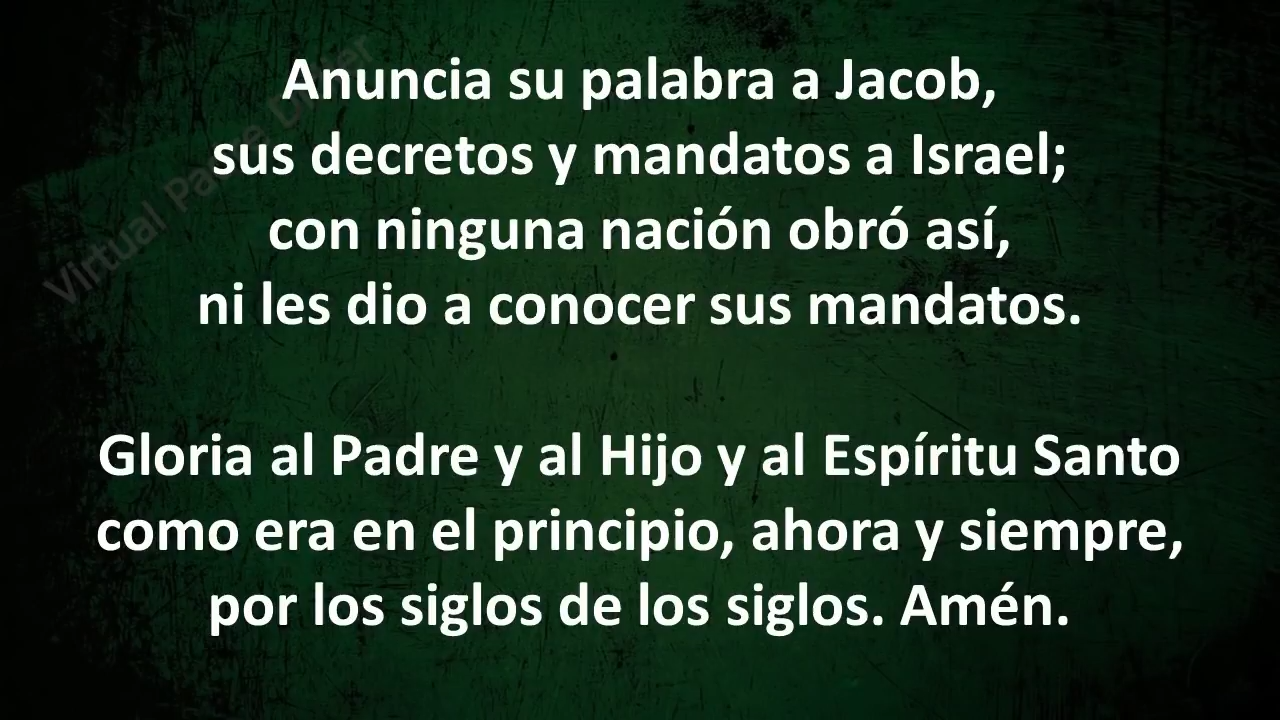 Anuncia su palabra a Jacob,
sus decretos y mandatos a Israel;
con ninguna nación obró así,
ni les dio a conocer sus mandatos.
Gloria al Padre y al Hijo y al Espíritu Santo
como era en el principio, ahora y siempre,
por los siglos de los siglos. Amén.
Virtual